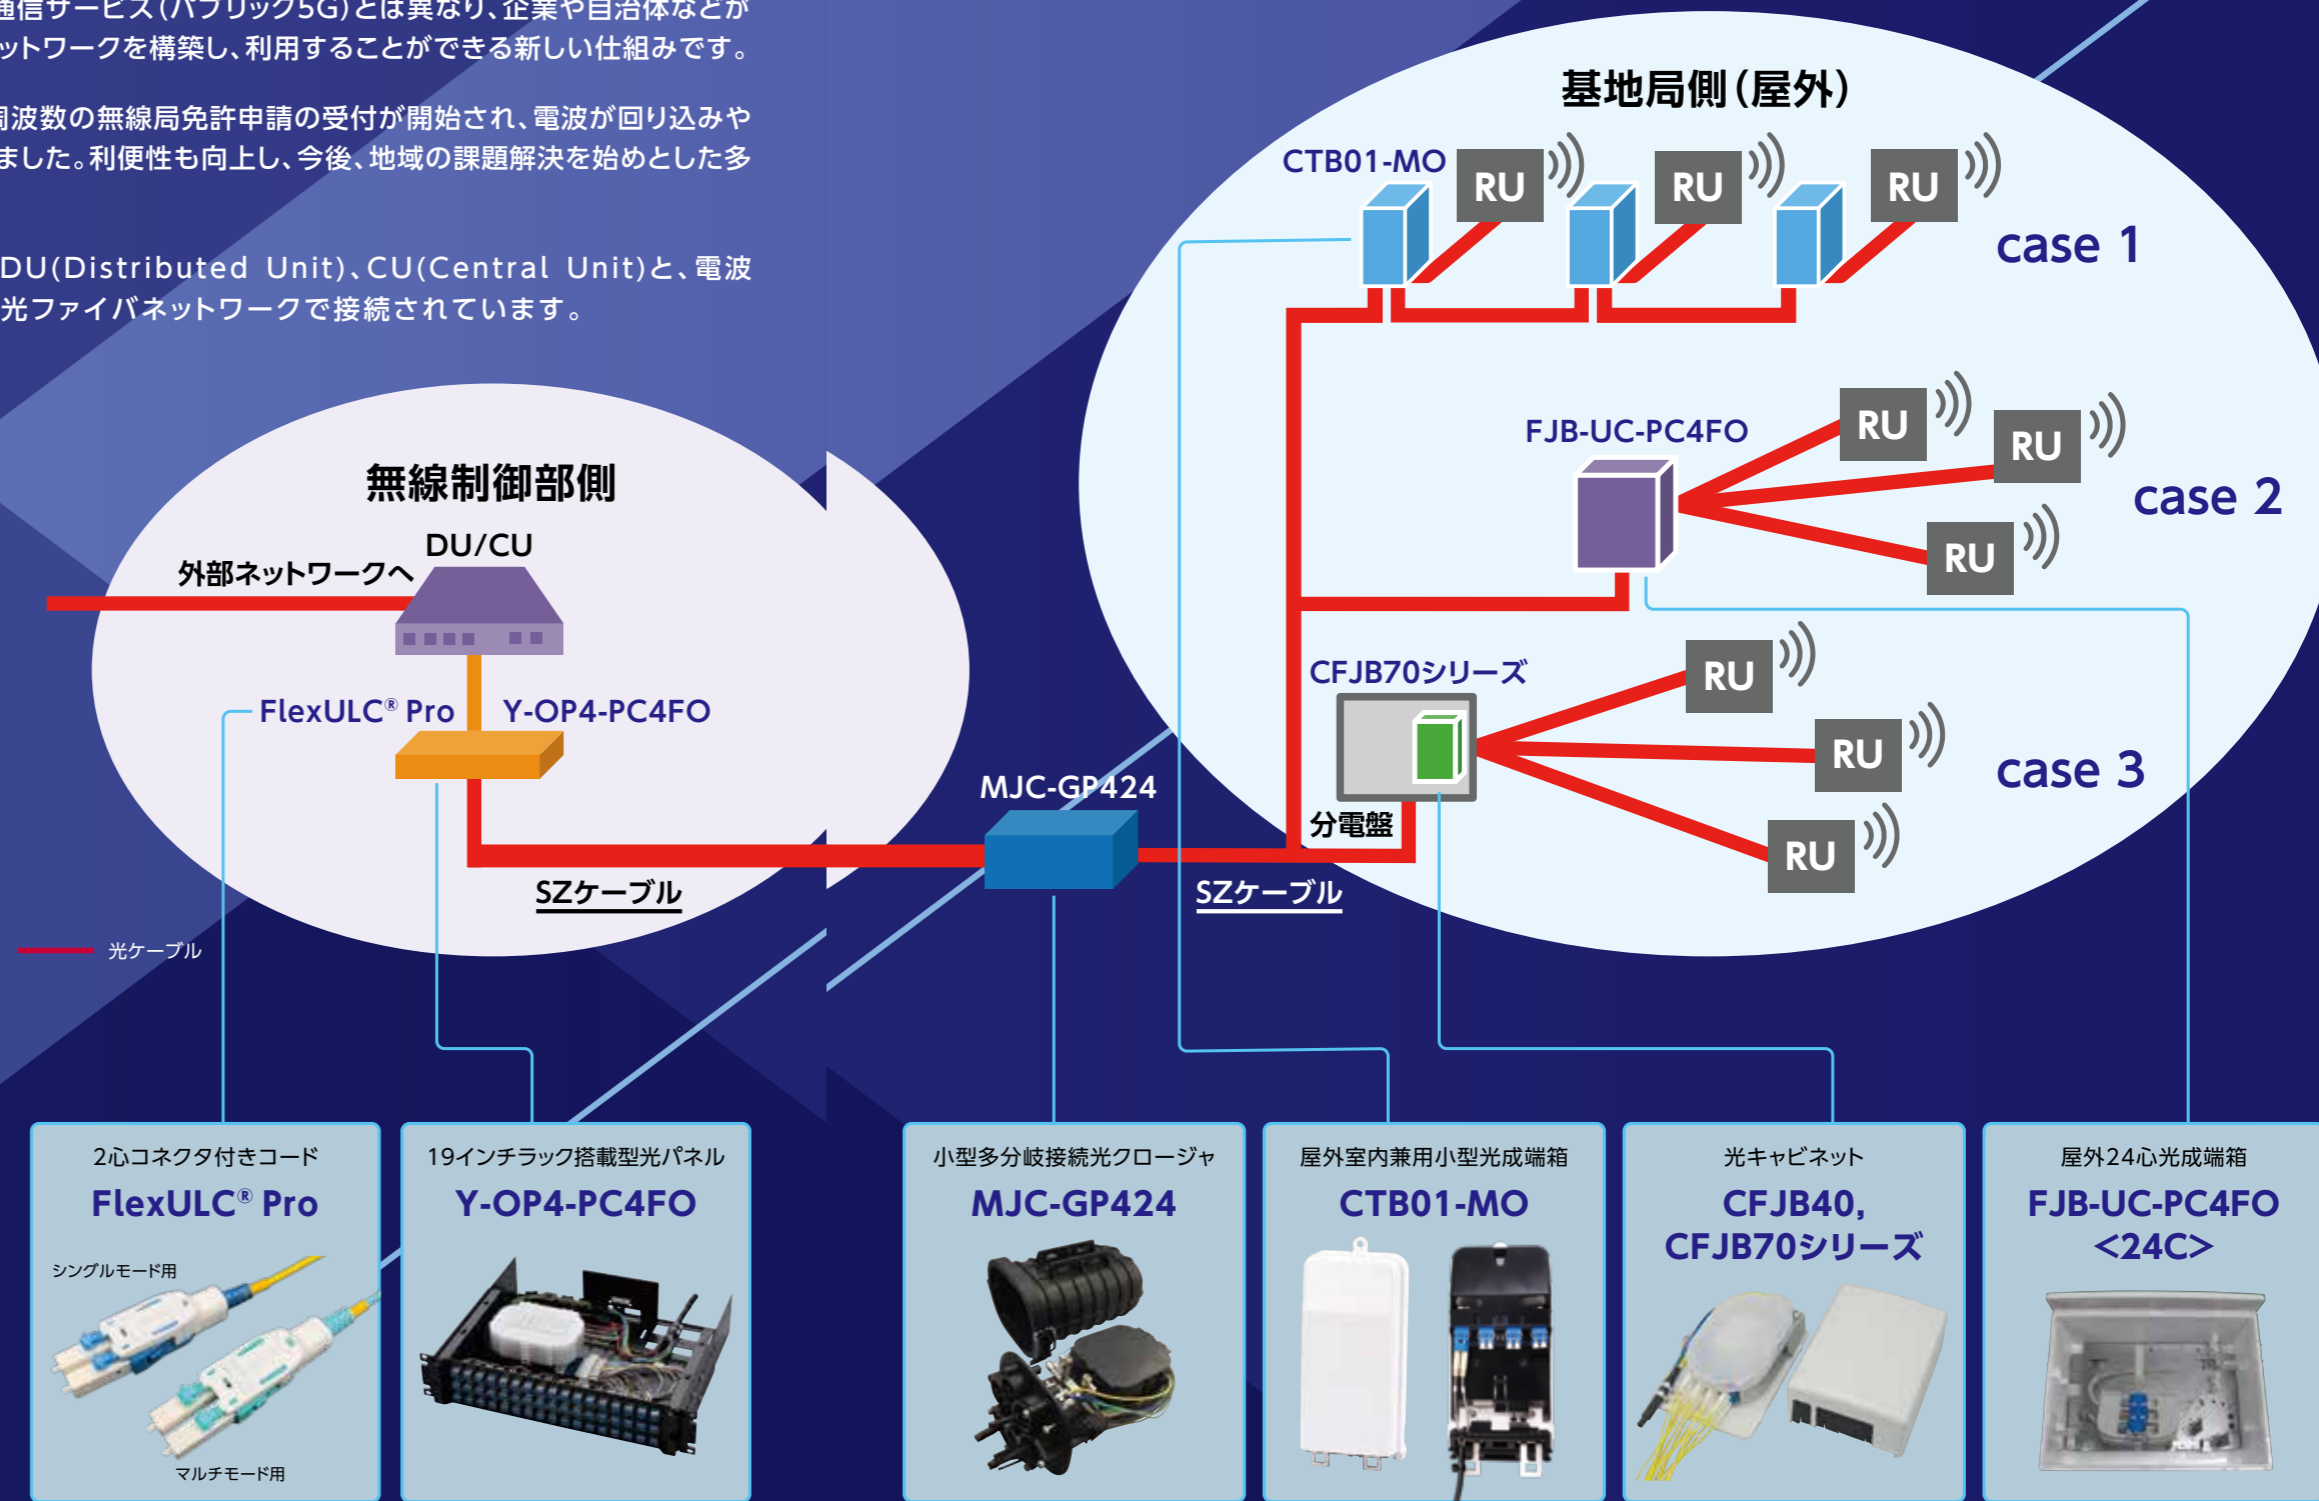 通信サービス(パブリック5G)とは異なり、企業や自治体などが
ットワークを構築し、利用することができる新しい仕組みです。
周波数の無線局免許申請の受付が開始され、電波が回り込みや
ました。利便性も向上し、今後、地域の課題解決を始めとした多
DU(Distributed Unit)、CU(Central Unit)と、電波
光ファイバネットワークで接続されています。
基地局側(屋外)
CTB01-MO
RU
RU
RU
case 1
FJB-UC-PC4FO
RU
RU
RU
case 2
CFJB70シリーズ
RU
RU
RU
case 3
分電盤
無線制御部側
DU/CU
外部ネットワークへ
FlexULC® Pro
Y-OP4-PC4FO
SZケーブル
MJC-GP424
SZケーブル
光ケーブル
2心コネクタ付きコード
FlexULC® Pro
シングルモード用
マルチモード用
19インチラック搭載型光パネル
Y-OP4-PC4FO
小型多分岐接続光クロージャ
MJC-GP424
屋外室内兼用小型光成端箱
CTB01-MO
光キャビネット
CFJB40,
CFJB70シリーズ
屋外24心光成端箱
FJB-UC-PC4FO
<24C>